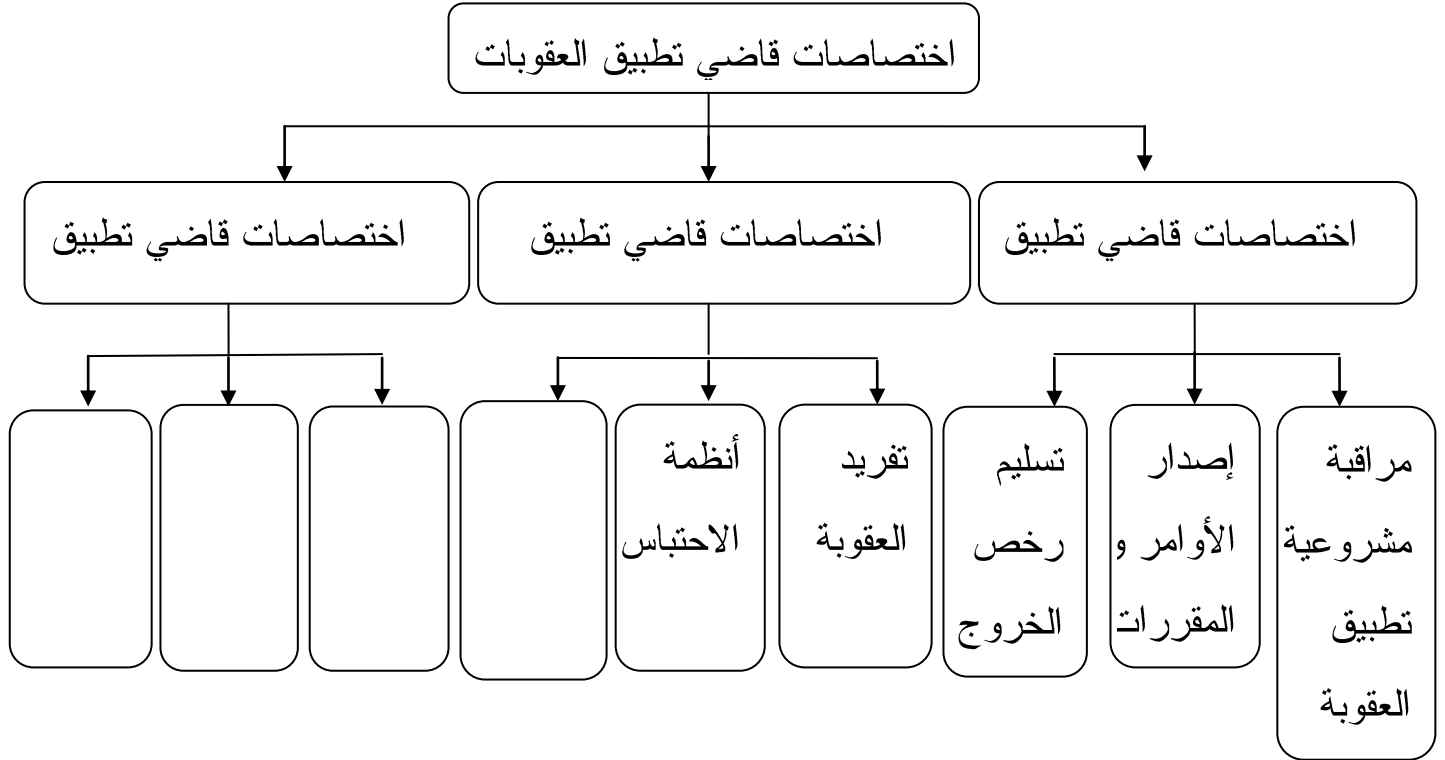 اختصاصات قاضي تطبيق العقوبات
اختصاصات قاضي تطبيق
اختصاصات قاضي تطبيق
اختصاصات قاضي تطبيق
مراقبة
مشروعية
تطبيق
العقوبة
إصدار
الأوامر و
المقررات
تسليم
رخص
الخروج
تفريد
العقوبة
أنظمة
الاحتباس